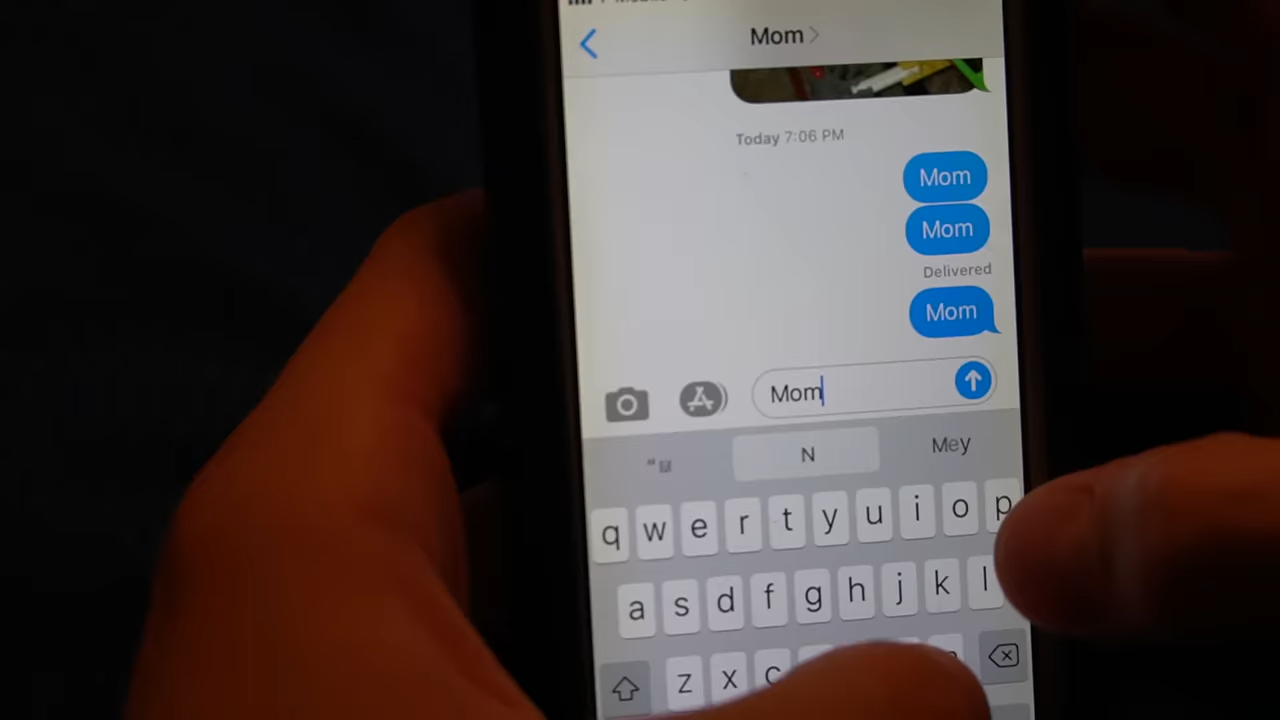 Mom >
Today 7:06 PM
Mom
Mom
Delivered
Mom
Mom
N Mey
q w e r t y u i o p
a s d f g h j k l
z x c